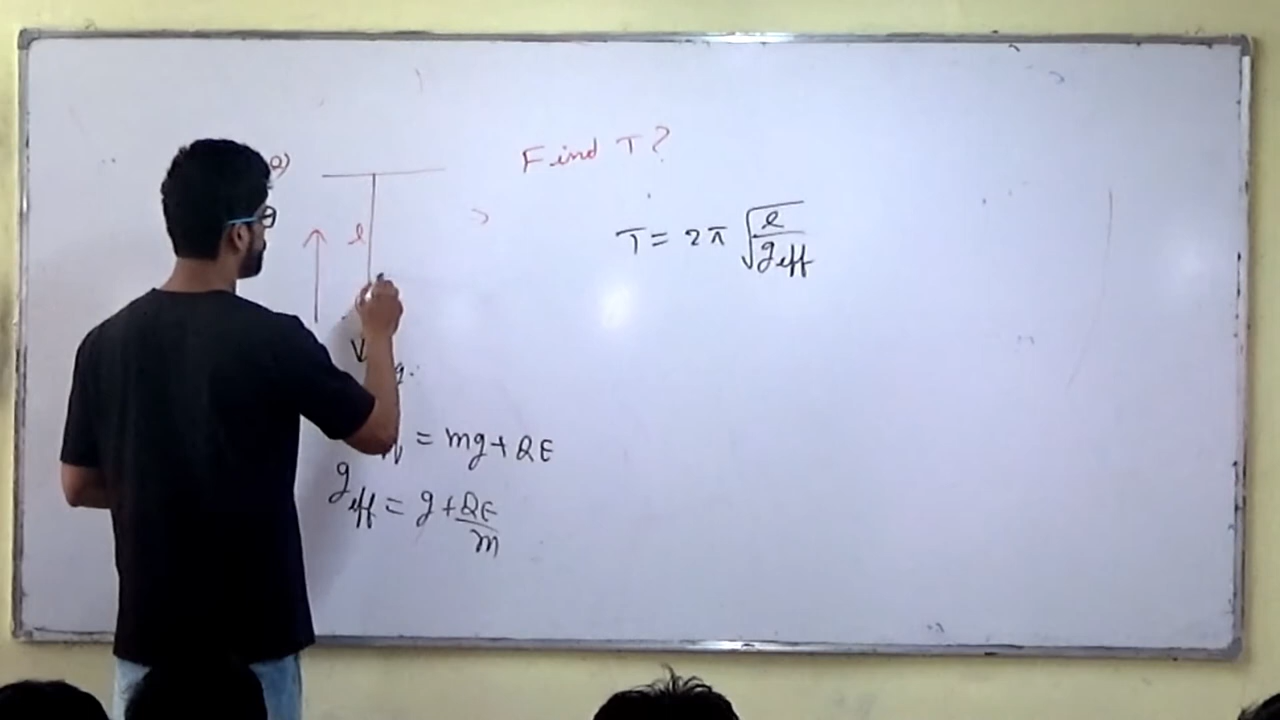 Q)
Find T?
l
T = 2π √(l/g_eff)
g.
= mg + QE
g_eff = g + QE/m